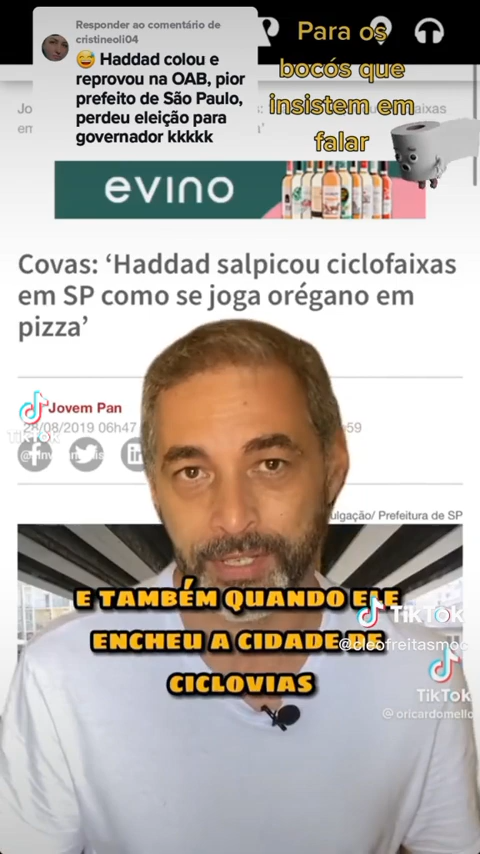 Responder ao comentário de
cristineoli04
😅 Haddad colou e
reprovou na OAB, pior
prefeito de São Paulo,
perdeu eleição para
governador kkkkk
Para os
bocós que
insistem em
falar
evino
Covas: ‘Haddad salpicou ciclofaixas
em SP como se joga orégano em
pizza’
Jovem Pan
28/08/2019 06h47
TikTok
Prefeitura de SP
E TAMBÉM QUANDO ELE
ENCHEU A CIDADE DE
CICLOVIAS
TikTok
@cleofreitasmoc
TikTok
@oricardomello